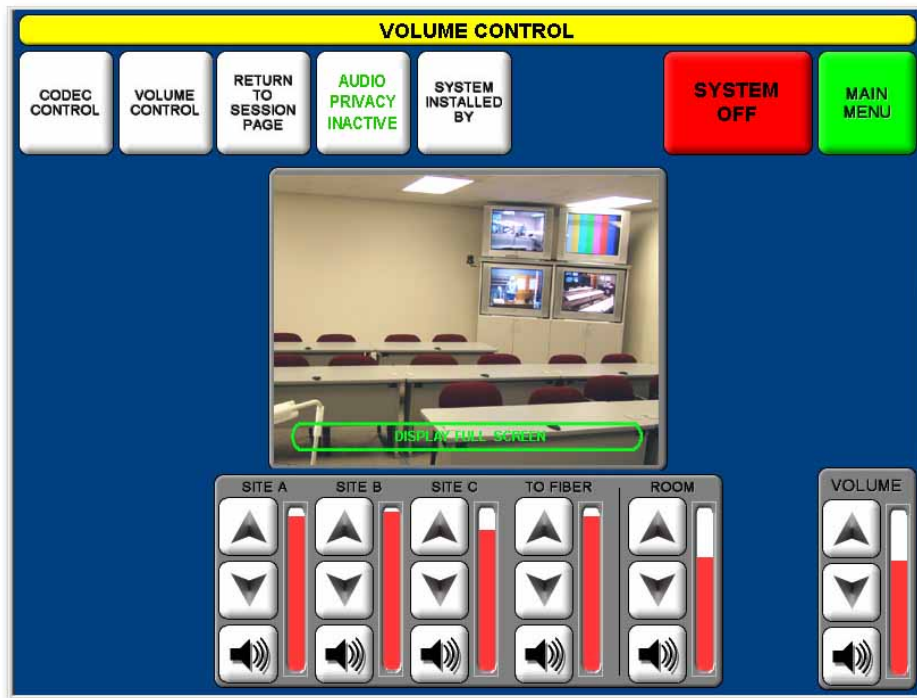 VOLUME CONTROL
CODEC
CONTROL
VOLUME
CONTROL
RETURN
TO
SESSION
PAGE
AUDIO
PRIVACY
INACTIVE
SYSTEM
INSTALLED
BY
SYSTEM
OFF
MAIN
MENU
DISPLAY FULL SCREEN
SITE A
SITE B
SITE C
TO FIBER
ROOM
VOLUME